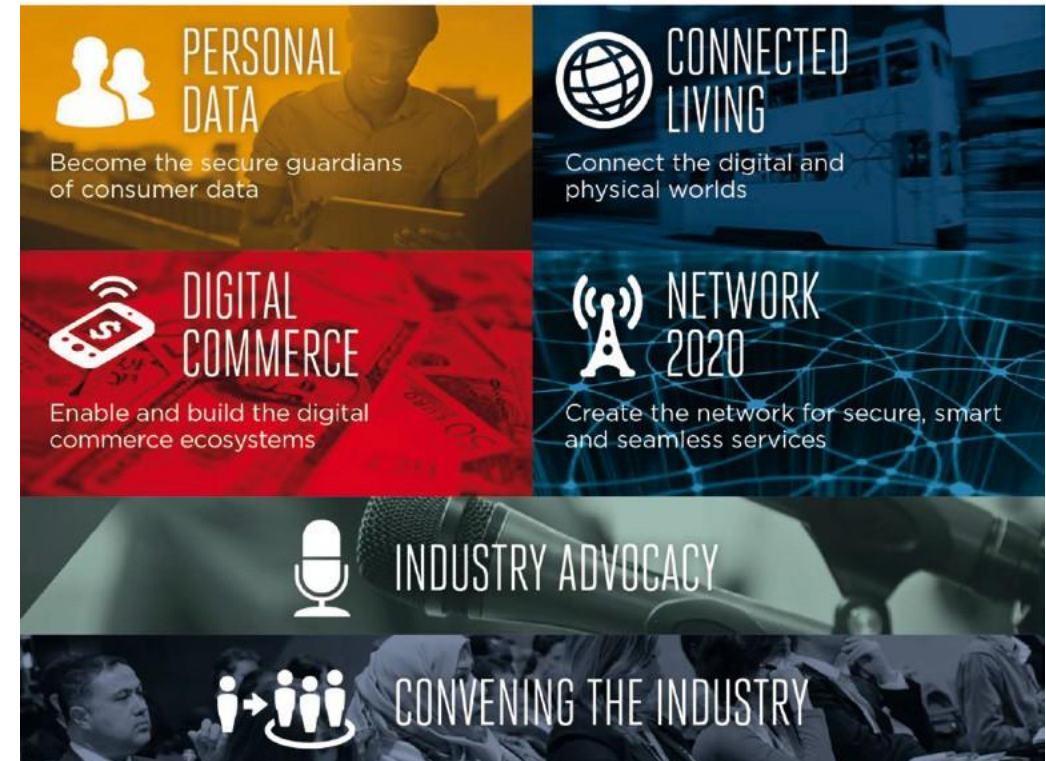 PERSONAL
DATA
Become the secure guardians
of consumer data
CONNECTED
LIVING
Connect the digital and
physical worlds
DIGITAL
COMMERCE
$
Enable and build the digital
commerce ecosystems
50 EURO
NETWORK
2020
Create the network for secure, smart
and seamless services
INDUSTRY ADVOCACY
CONVENING THE INDUSTRY